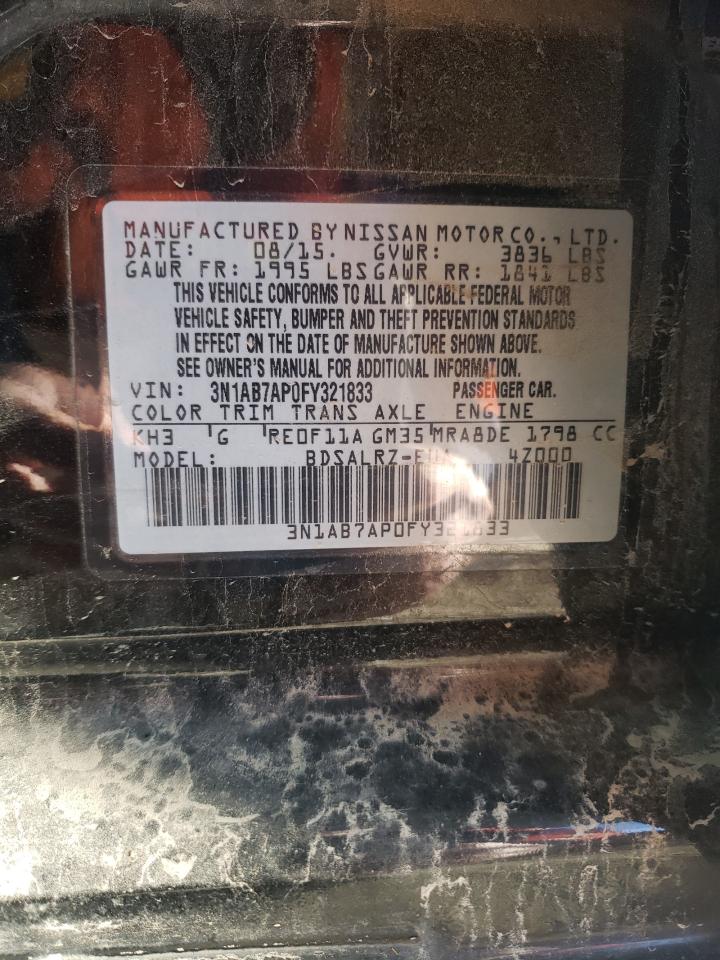 MANUFACTURED BY NISSAN MOTOR CO., LTD.
DATE: 08/15. GVWR: 3836 LBS
GAWR FR: 1995 LBS GAWR RR: 1841 LBS
THIS VEHICLE CONFORMS TO ALL APPLICABLE FEDERAL MOTOR
VEHICLE SAFETY, BUMPER AND THEFT PREVENTION STANDARDS
IN EFFECT ON THE DATE OF MANUFACTURE SHOWN ABOVE.
SEE OWNER'S MANUAL FOR ADDITIONAL INFORMATION.
VIN: 3N1AB7AP0FY321833 PASSENGER CAR.
COLOR TRIM TRANS AXLE ENGINE
KH3 G RE0F11A GM35 MRA8DE 1798 CC
MODEL: 4Z000
3N1AB7AP0FY321833